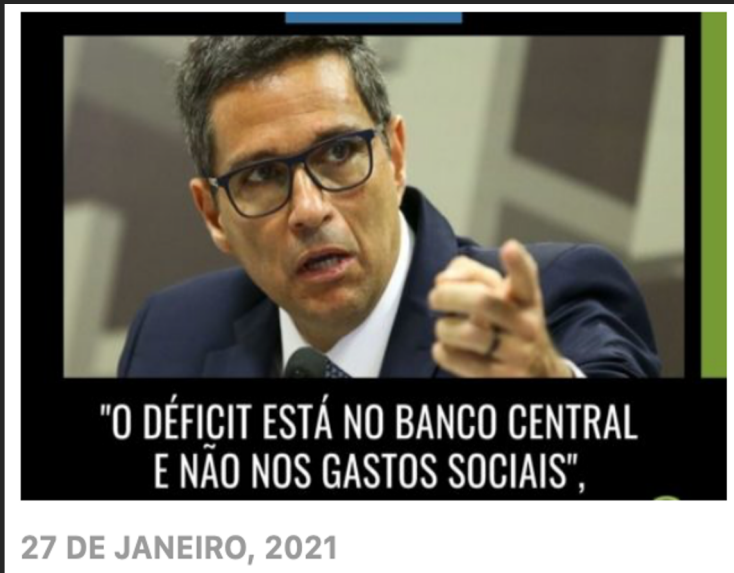 "O DÉFICIT ESTÁ NO BANCO CENTRAL
E NÃO NOS GASTOS SOCIAIS",
27 DE JANEIRO, 2021